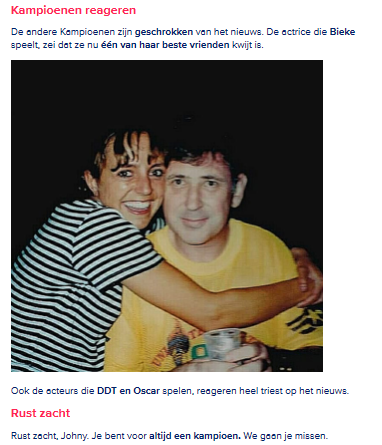 Kampioenen reageren
De andere Kampioenen zijn geschrokken van het nieuws. De actrice die Bieke
speelt, zei dat ze nu één van haar beste vrienden kwijt is.
Ook de acteurs die DDT en Oscar spelen, reageren heel triest op het nieuws.
Rust zacht
Rust zacht, Johny. Je bent voor altijd een kampioen. We gaan je missen.